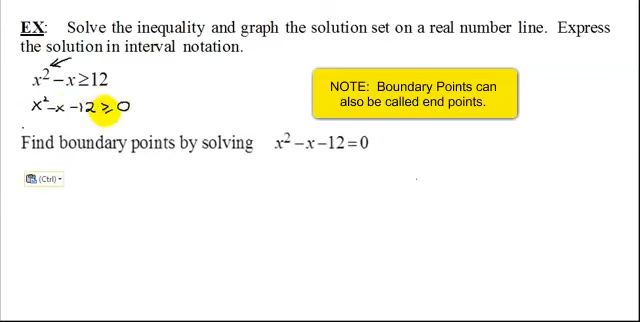 EX: Solve the inequality and graph the solution set on a real number line. Express
the solution in interval notation.
x² − x ≥ 12
x² − x − 12 ≥ 0
NOTE: Boundary Points can
also be called end points.
Find boundary points by solving x² − x − 12 = 0
(Ctrl)